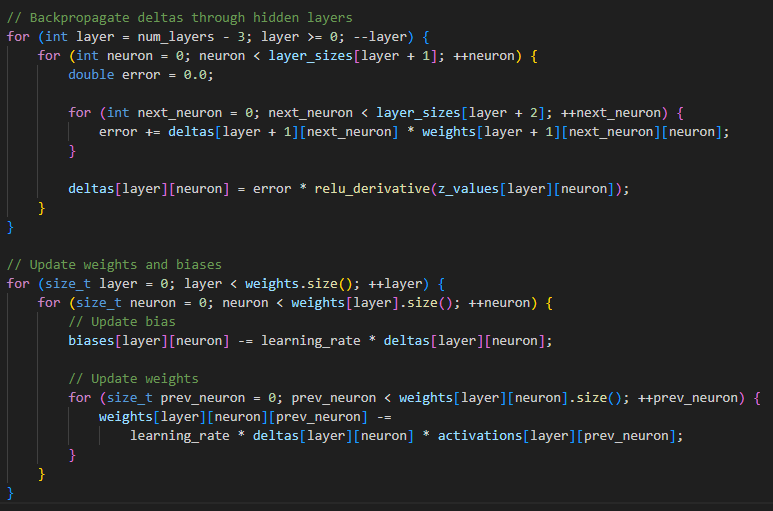 // Backpropagate deltas through hidden layers
for (int layer = num_layers - 3; layer >= 0; --layer) {
    for (int neuron = 0; neuron < layer_sizes[layer + 1]; ++neuron) {
        double error = 0.0;

        for (int next_neuron = 0; next_neuron < layer_sizes[layer + 2]; ++next_neuron) {
            error += deltas[layer + 1][next_neuron] * weights[layer + 1][next_neuron][neuron];
        }

        deltas[layer][neuron] = error * relu_derivative(z_values[layer][neuron]);
    }
}

// Update weights and biases
for (size_t layer = 0; layer < weights.size(); ++layer) {
    for (size_t neuron = 0; neuron < weights[layer].size(); ++neuron) {
        // Update bias
        biases[layer][neuron] -= learning_rate * deltas[layer][neuron];

        // Update weights
        for (size_t prev_neuron = 0; prev_neuron < weights[layer][neuron].size(); ++prev_neuron) {
            weights[layer][neuron][prev_neuron] -=
                learning_rate * deltas[layer][neuron] * activations[layer][prev_neuron];
        }
    }
}